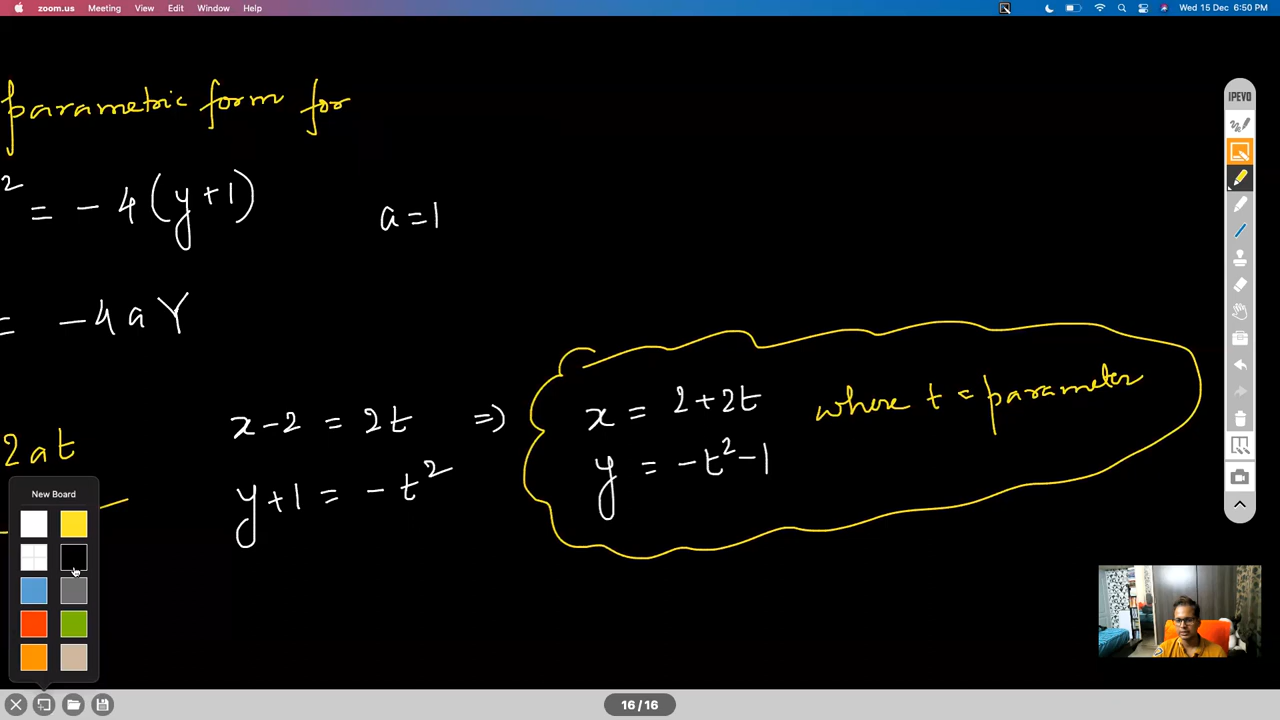 zoom.us Meeting View Edit Window Help Wed 15 Dec 6:50 PM
IPEVO
parametric form for
2 = -4(y+1) a=1
= -4aY
x-2 = 2t ⇒ x = 2+2t where t = parameter
2at
y+1 = -t² y = -t²-1
New Board
16/16